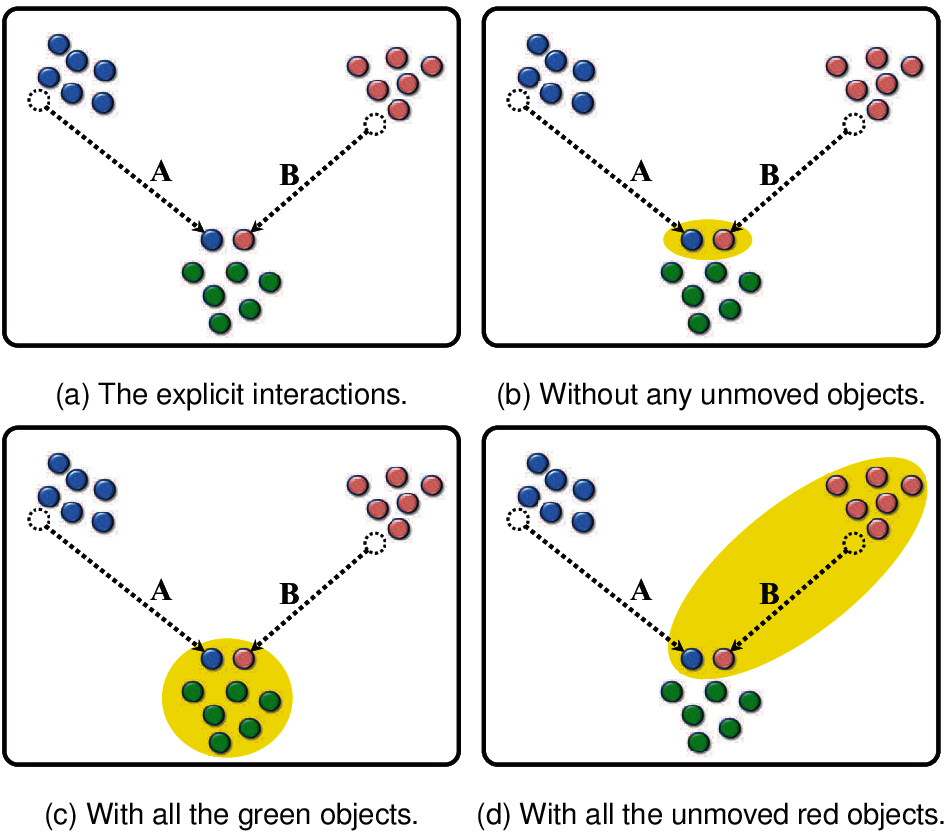 A B
A B
(a) The explicit interactions.
(b) Without any unmoved objects.
A B
A B
(c) With all the green objects.
(d) With all the unmoved red objects.